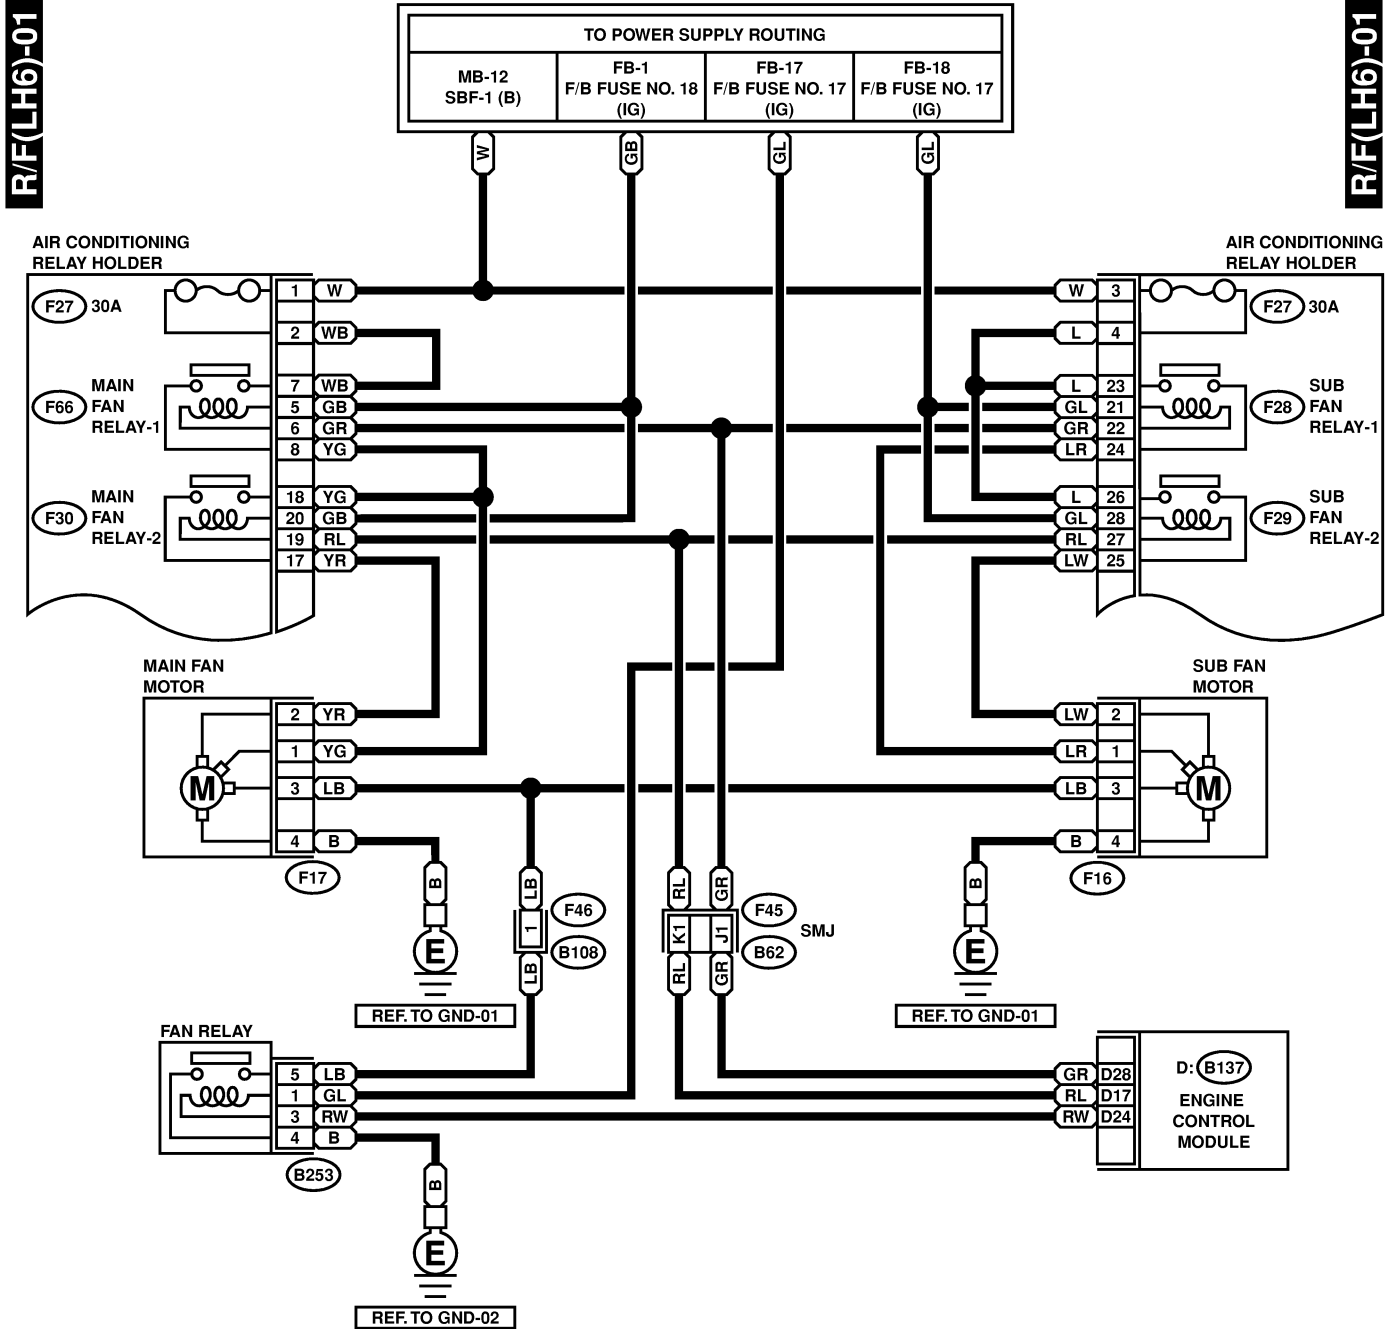 R/F(LH6)-01
R/F(LH6)-01
TO POWER SUPPLY ROUTING
MB-12
SBF-1 (B)
FB-1
F/B FUSE NO. 18
(IG)
FB-17
F/B FUSE NO. 17
(IG)
FB-18
F/B FUSE NO. 17
(IG)
W
GB
GL
GL
AIR CONDITIONING
RELAY HOLDER
F27 30A
1 W
2 WB
F66
MAIN
FAN
RELAY-1
7 WB
5 GB
6 GR
8 YG
F30
MAIN
FAN
RELAY-2
18 YG
20 GB
19 RL
17 YR
AIR CONDITIONING
RELAY HOLDER
W 3
L 4
F27 30A
L 23
GL 21
GR 22
LR 24
F28
SUB
FAN
RELAY-1
L 26
GL 28
RL 27
LW 25
F29
SUB
FAN
RELAY-2
MAIN FAN
MOTOR
M
2 YR
1 YG
3 LB
4 B
F17
SUB FAN
MOTOR
LW 2
LR 1
LB 3
B 4
M
F16
B
E
REF. TO GND-01
LB
1
LB
F46
B108
RL
GR
K1
J1
RL
GR
F45
B62
SMJ
B
E
REF. TO GND-01
FAN RELAY
5 LB
1 GL
3 RW
4 B
B253
B
E
REF. TO GND-02
GR D28
RL D17
RW D24
D: B137
ENGINE
CONTROL
MODULE